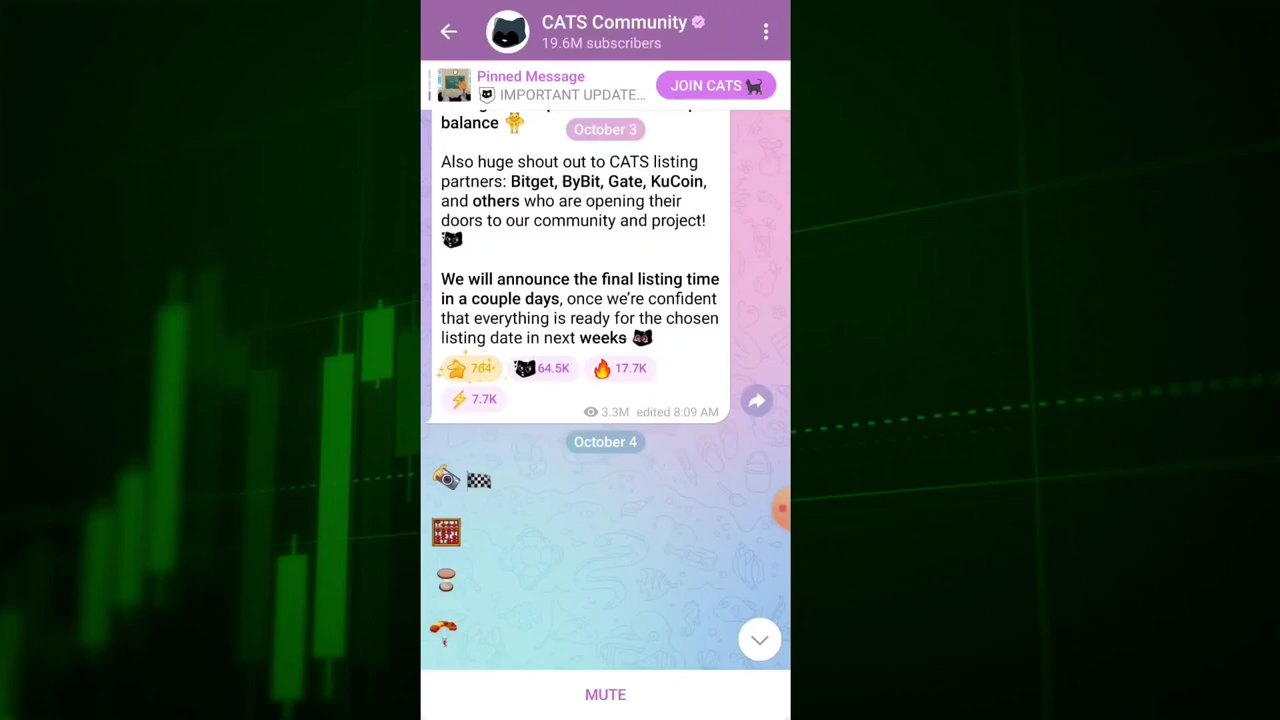 CATS Community
19.6M subscribers
Pinned Message
IMPORTANT UPDATE...
JOIN CATS
balance
October 3
Also huge shout out to CATS listing
partners: Bitget, ByBit, Gate, KuCoin,
and others who are opening their
doors to our community and project!
We will announce the final listing time
in a couple days, once we're confident
that everything is ready for the chosen
listing date in next weeks
764 64.5K 17.7K
7.7K
3.3M edited 8:09 AM
October 4
MUTE